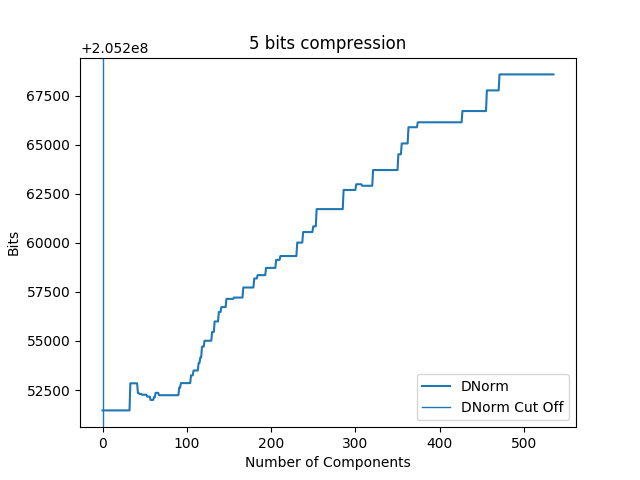 5 bits compression
+2.052e8
67500
65000
62500
60000
57500
55000
52500
Bits
0
100
200
300
400
500
Number of Components
DNorm
DNorm Cut Off